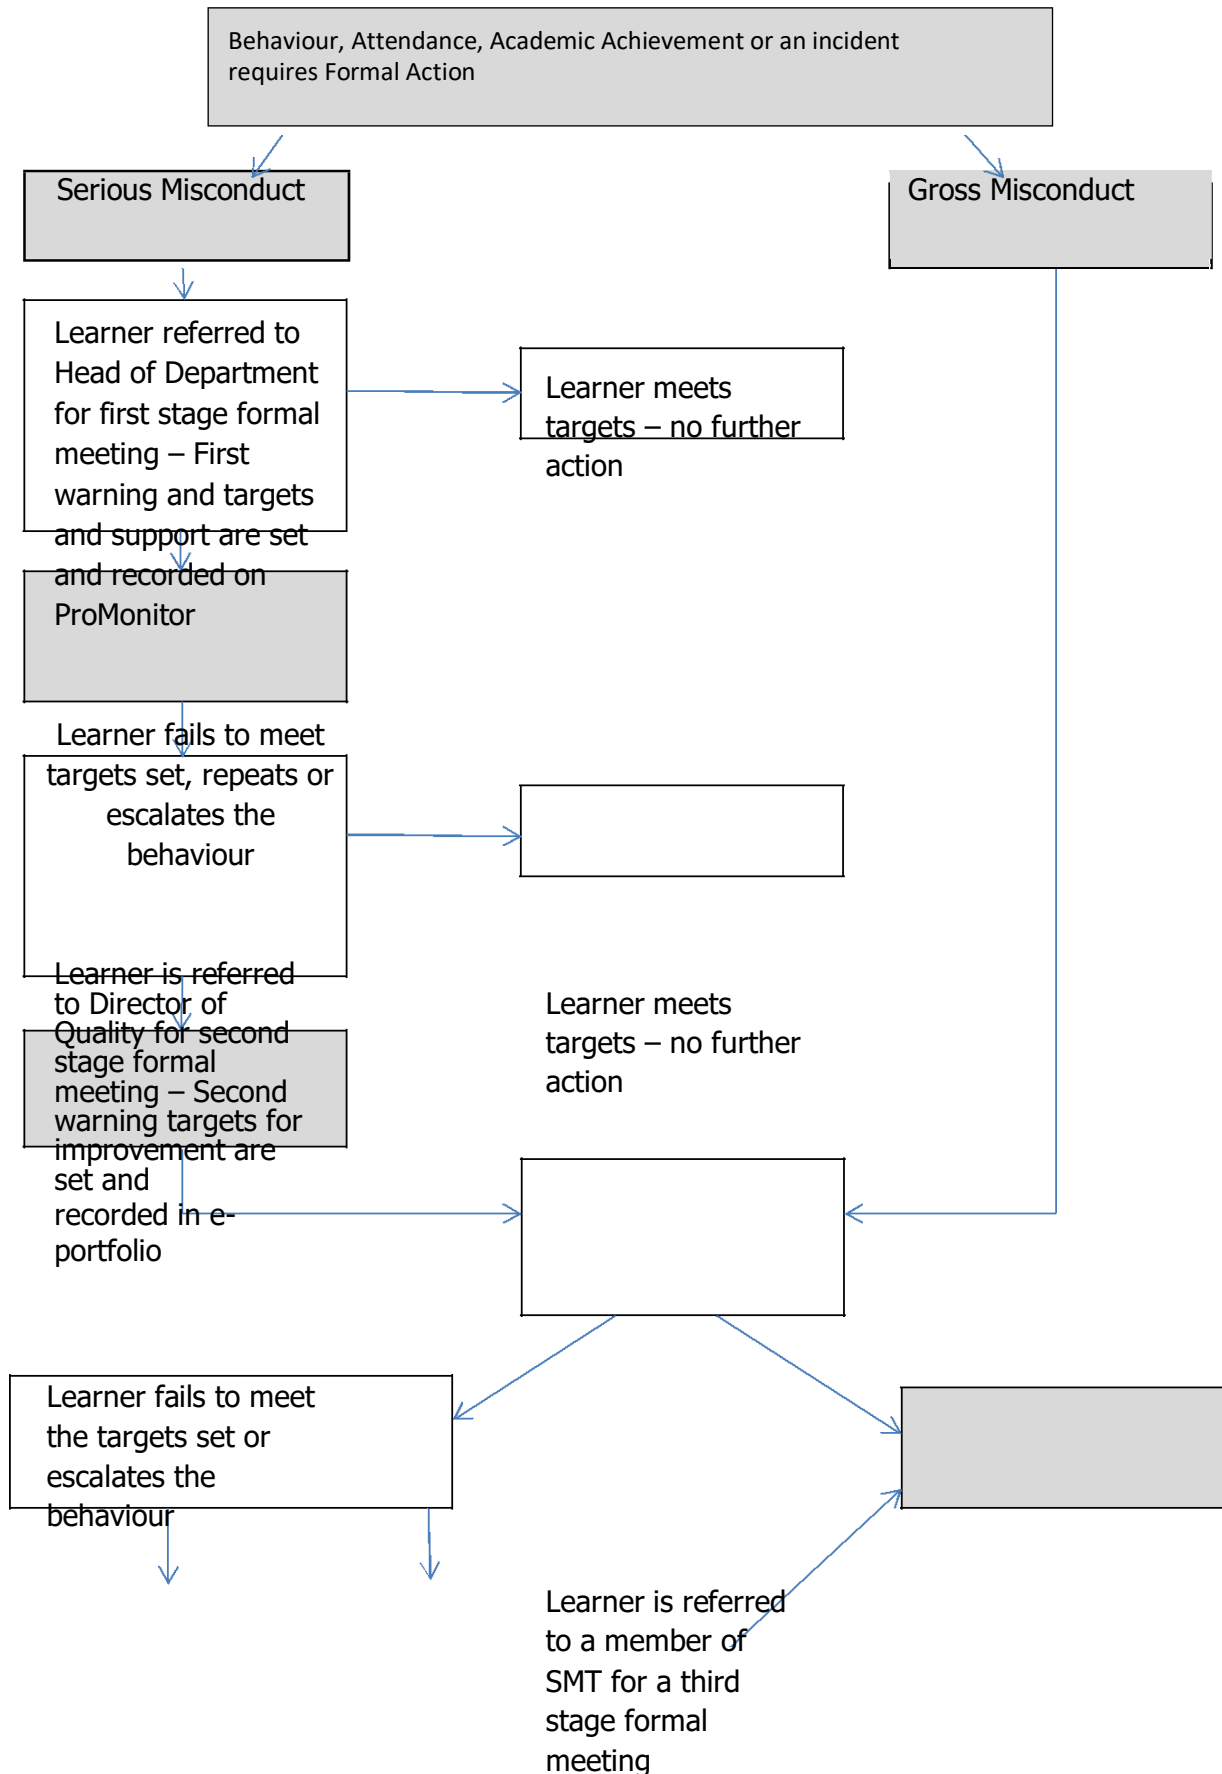 Behaviour, Attendance, Academic Achievement or an incident
requires Formal Action
Serious Misconduct
Gross Misconduct
Learner referred to
Head of Department
for first stage formal
meeting – First
warning and targets
and support are set
and recorded on
ProMonitor
Learner meets
targets – no further
action
Learner fails to meet
targets set, repeats or
escalates the
behaviour
Learner is referred
to Director of
Quality for second
stage formal
meeting – Second
warning targets for
improvement are
set and
recorded in e-
portfolio
Learner meets
targets – no further
action
Learner fails to meet
the targets set or
escalates the
behaviour
Learner is referred
to a member of
SMT for a third
stage formal
meeting